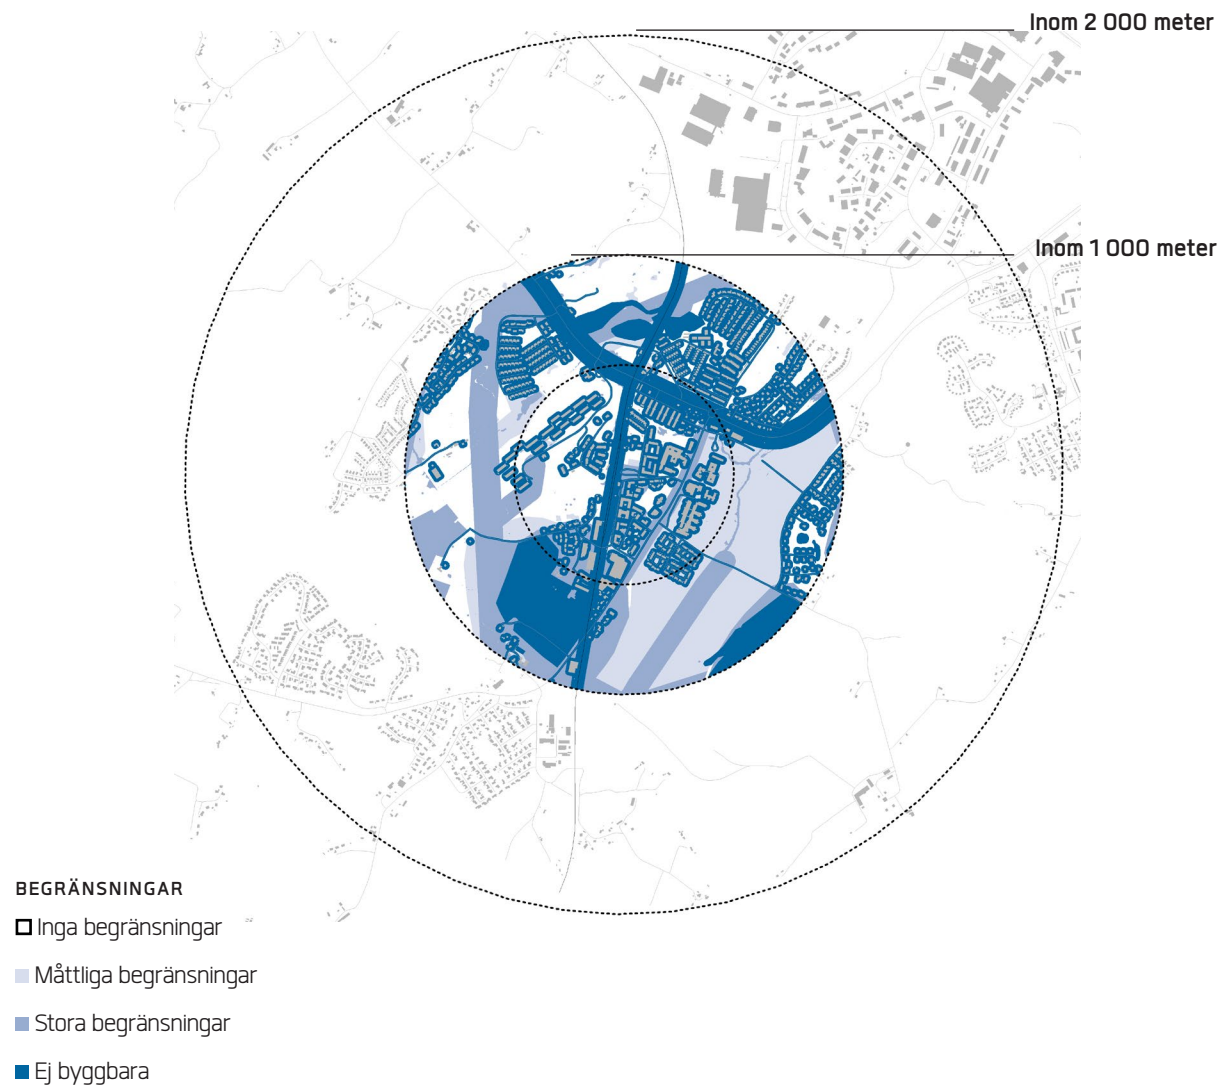 Inom 2 000 meter
Inom 1 000 meter
BEGRÄNSNINGAR
Inga begränsningar
Måttliga begränsningar
Stora begränsningar
Ej byggbara